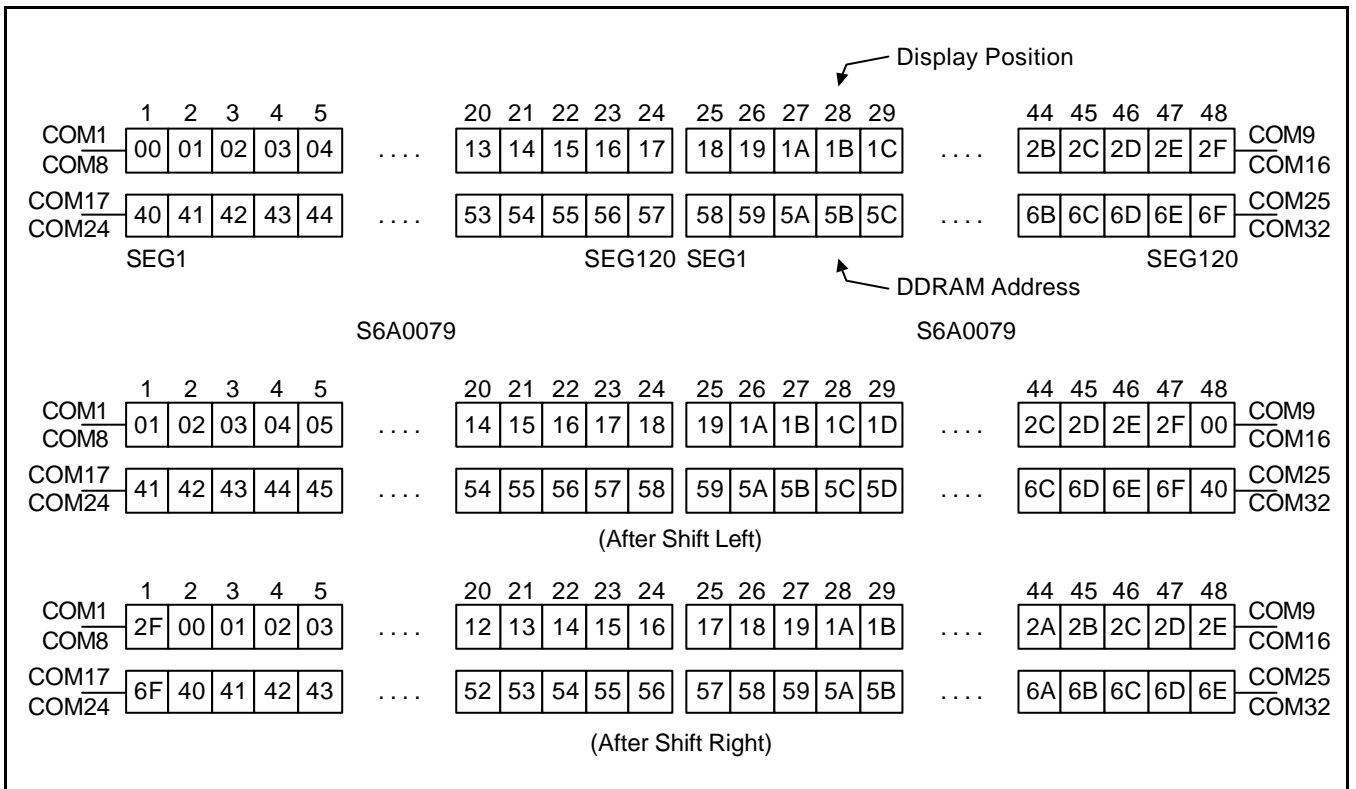 Display Position
1 2 3 4 5 20 21 22 23 24 25 26 27 28 29 44 45 46 47 48
COM1 COM9
00 01 02 03 04 .... 13 14 15 16 17 18 19 1A 1B 1C .... 2B 2C 2D 2E 2F
COM8 COM16
COM17 COM25
40 41 42 43 44 .... 53 54 55 56 57 58 59 5A 5B 5C .... 6B 6C 6D 6E 6F
COM24 COM32
SEG1 SEG120 SEG1 SEG120
DDRAM Address
S6A0079 S6A0079
1 2 3 4 5 20 21 22 23 24 25 26 27 28 29 44 45 46 47 48
COM1 COM9
01 02 03 04 05 .... 14 15 16 17 18 19 1A 1B 1C 1D .... 2C 2D 2E 2F 00
COM8 COM16
COM17 COM25
41 42 43 44 45 .... 54 55 56 57 58 59 5A 5B 5C 5D .... 6C 6D 6E 6F 40
COM24 COM32
(After Shift Left)
1 2 3 4 5 20 21 22 23 24 25 26 27 28 29 44 45 46 47 48
COM1 COM9
2F 00 01 02 03 .... 12 13 14 15 16 17 18 19 1A 1B .... 2A 2B 2C 2D 2E
COM8 COM16
COM17 COM25
6F 40 41 42 43 .... 52 53 54 55 56 57 58 59 5A 5B .... 6A 6B 6C 6D 6E
COM24 COM32
(After Shift Right)